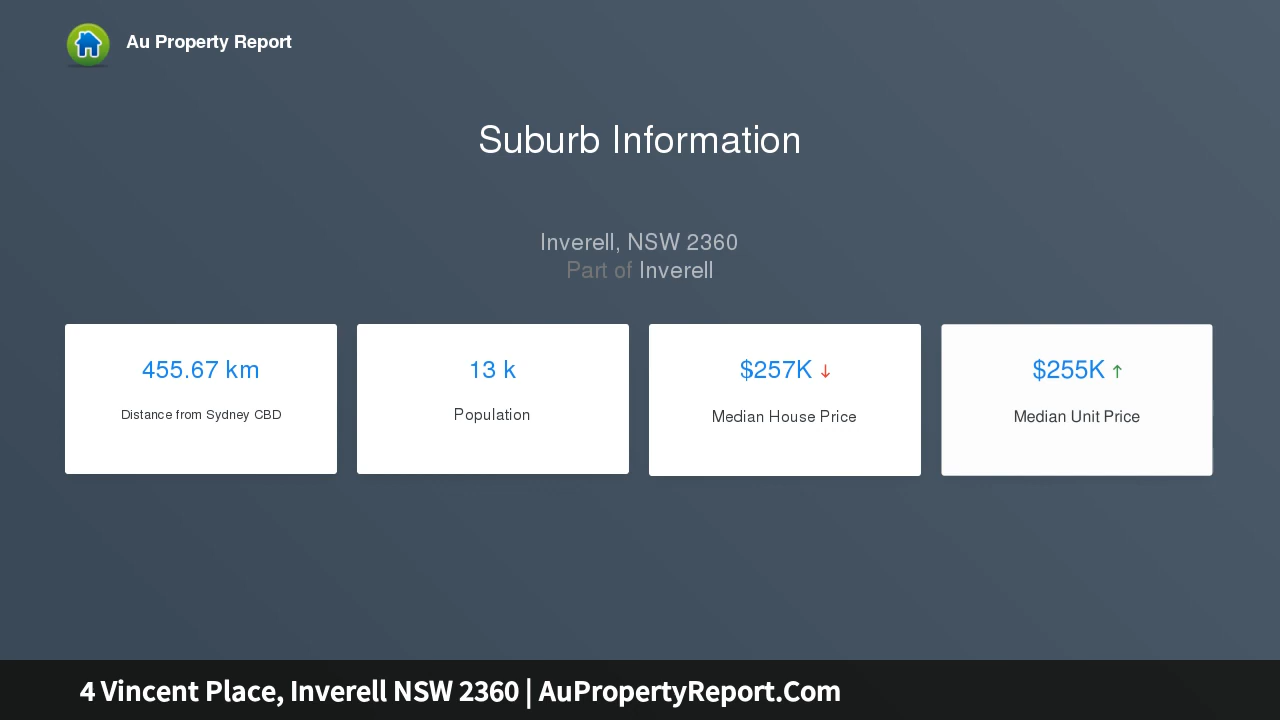 Au Property Report
Suburb Information
Inverell, NSW 2360
Part of Inverell
455.67 km
Distance from Sydney CBD
13 k
Population
$257K ↓
Median House Price
$255K ↑
Median Unit Price
4 Vincent Place, Inverell NSW 2360 | AuPropertyReport.Com